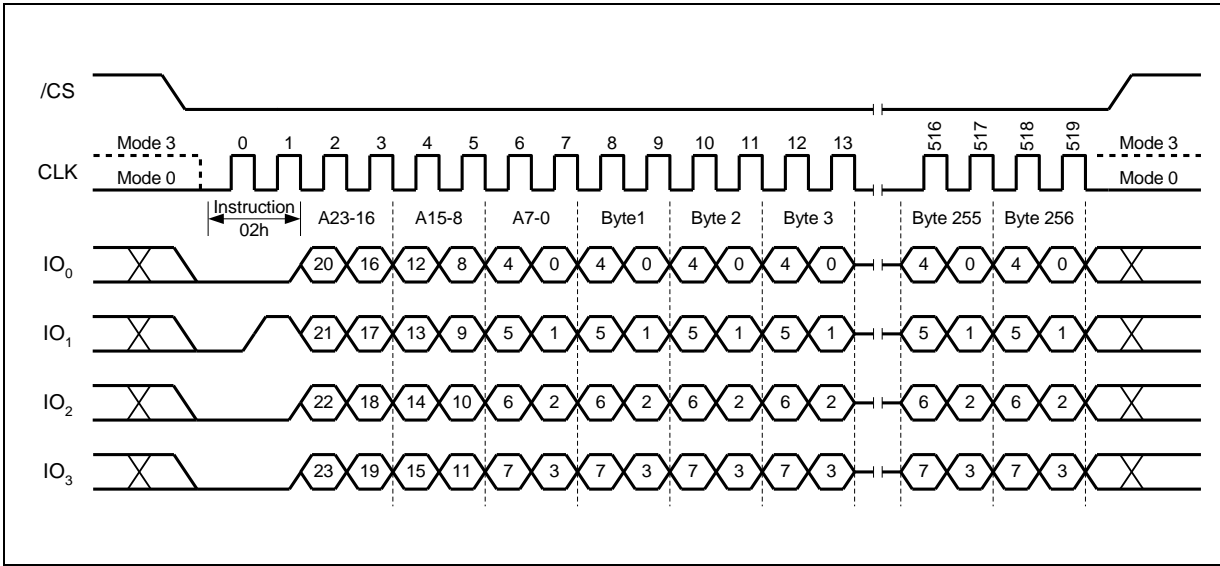 /CS
Mode 3 0 1 2 3 4 5 6 7 8 9 10 11 12 13 516 517 518 519 Mode 3
CLK Mode 0 Mode 0
Instruction 02h A23-16 A15-8 A7-0 Byte1 Byte 2 Byte 3 Byte 255 Byte 256
IO0 20 16 12 8 4 0 4 0 4 0 4 0 4 0 4 0
IO1 21 17 13 9 5 1 5 1 5 1 5 1 5 1 5 1
IO2 22 18 14 10 6 2 6 2 6 2 6 2 6 2 6 2
IO3 23 19 15 11 7 3 7 3 7 3 7 3 7 3 7 3